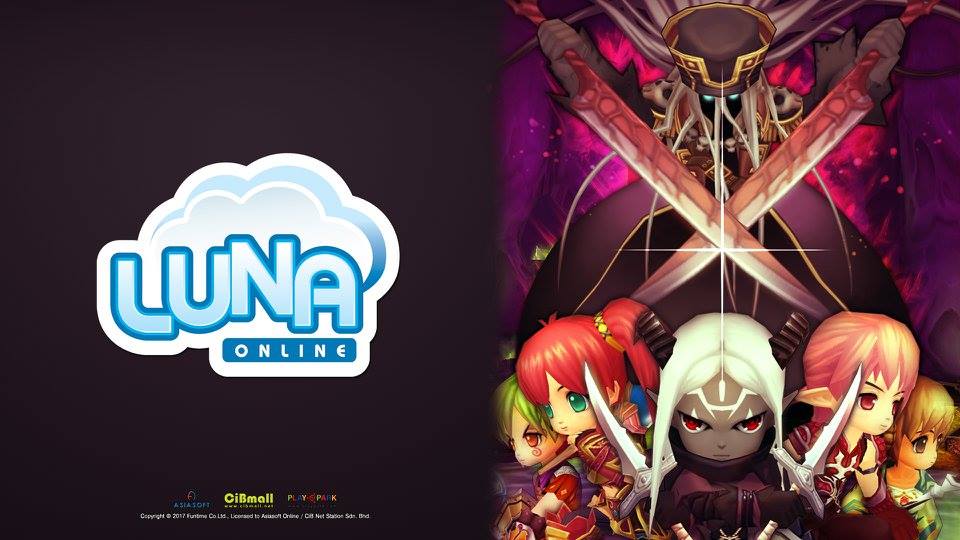 LUNA
ONLINE
ASIASOFT
CiBmall
www.cibmall.net
PLAY PARK
Copyright © 2017 Funtime Co.Ltd., Licensed to Asiasoft Online / CIB Net Station Sdn. Bhd.